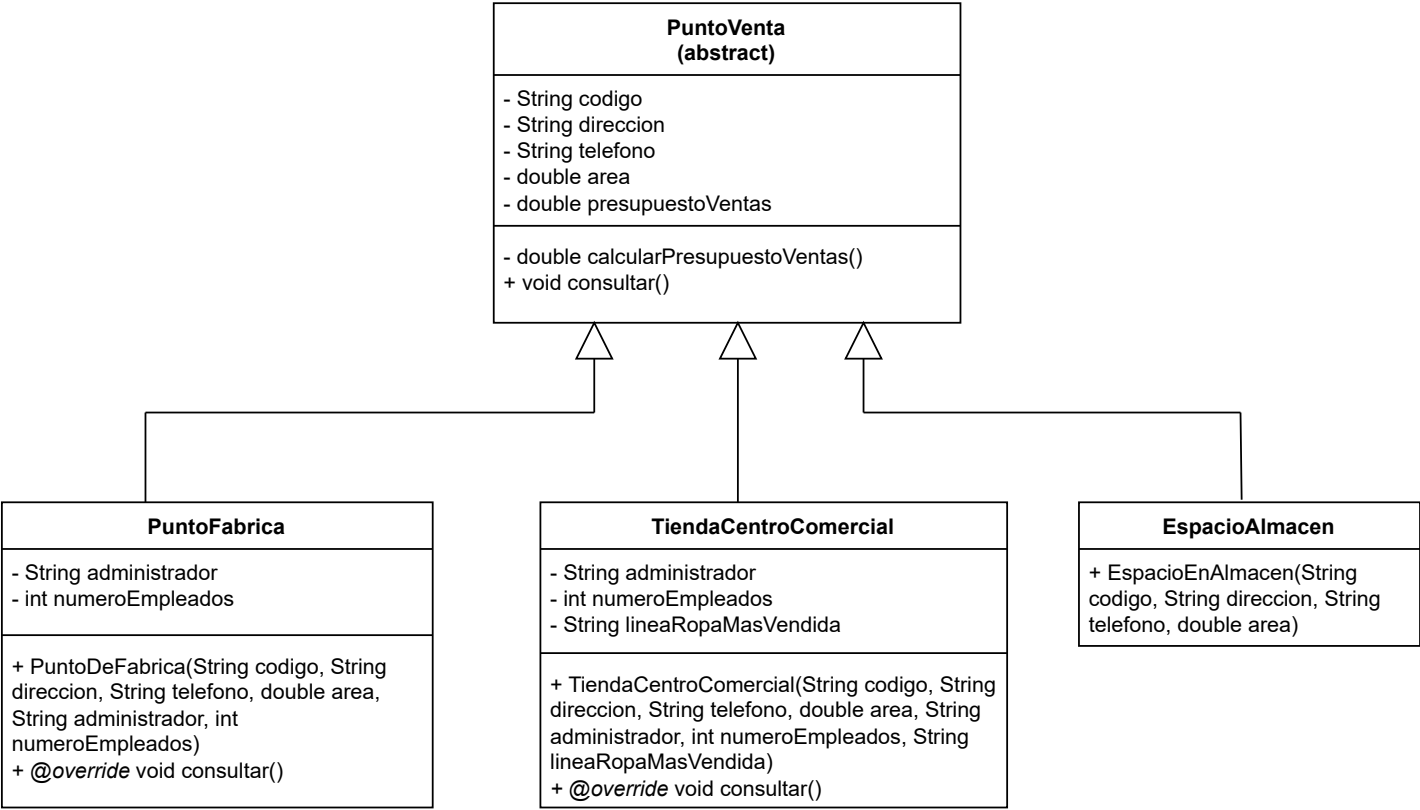 PuntoVenta
(abstract)
- String codigo
- String direccion
- String telefono
- double area
- double presupuestoVentas
- double calcularPresupuestoVentas()
+ void consultar()
PuntoFabrica
- String administrador
- int numeroEmpleados
+ PuntoDeFabrica(String codigo, String
direccion, String telefono, double area,
String administrador, int
numeroEmpleados)
+ @override void consultar()
TiendaCentroComercial
- String administrador
- int numeroEmpleados
- String lineaRopaMasVendida
+ TiendaCentroComercial(String codigo, String
direccion, String telefono, double area, String
administrador, int numeroEmpleados, String
lineaRopaMasVendida)
+ @override void consultar()
EspacioAlmacen
+ EspacioEnAlmacen(String
codigo, String direccion, String
telefono, double area)